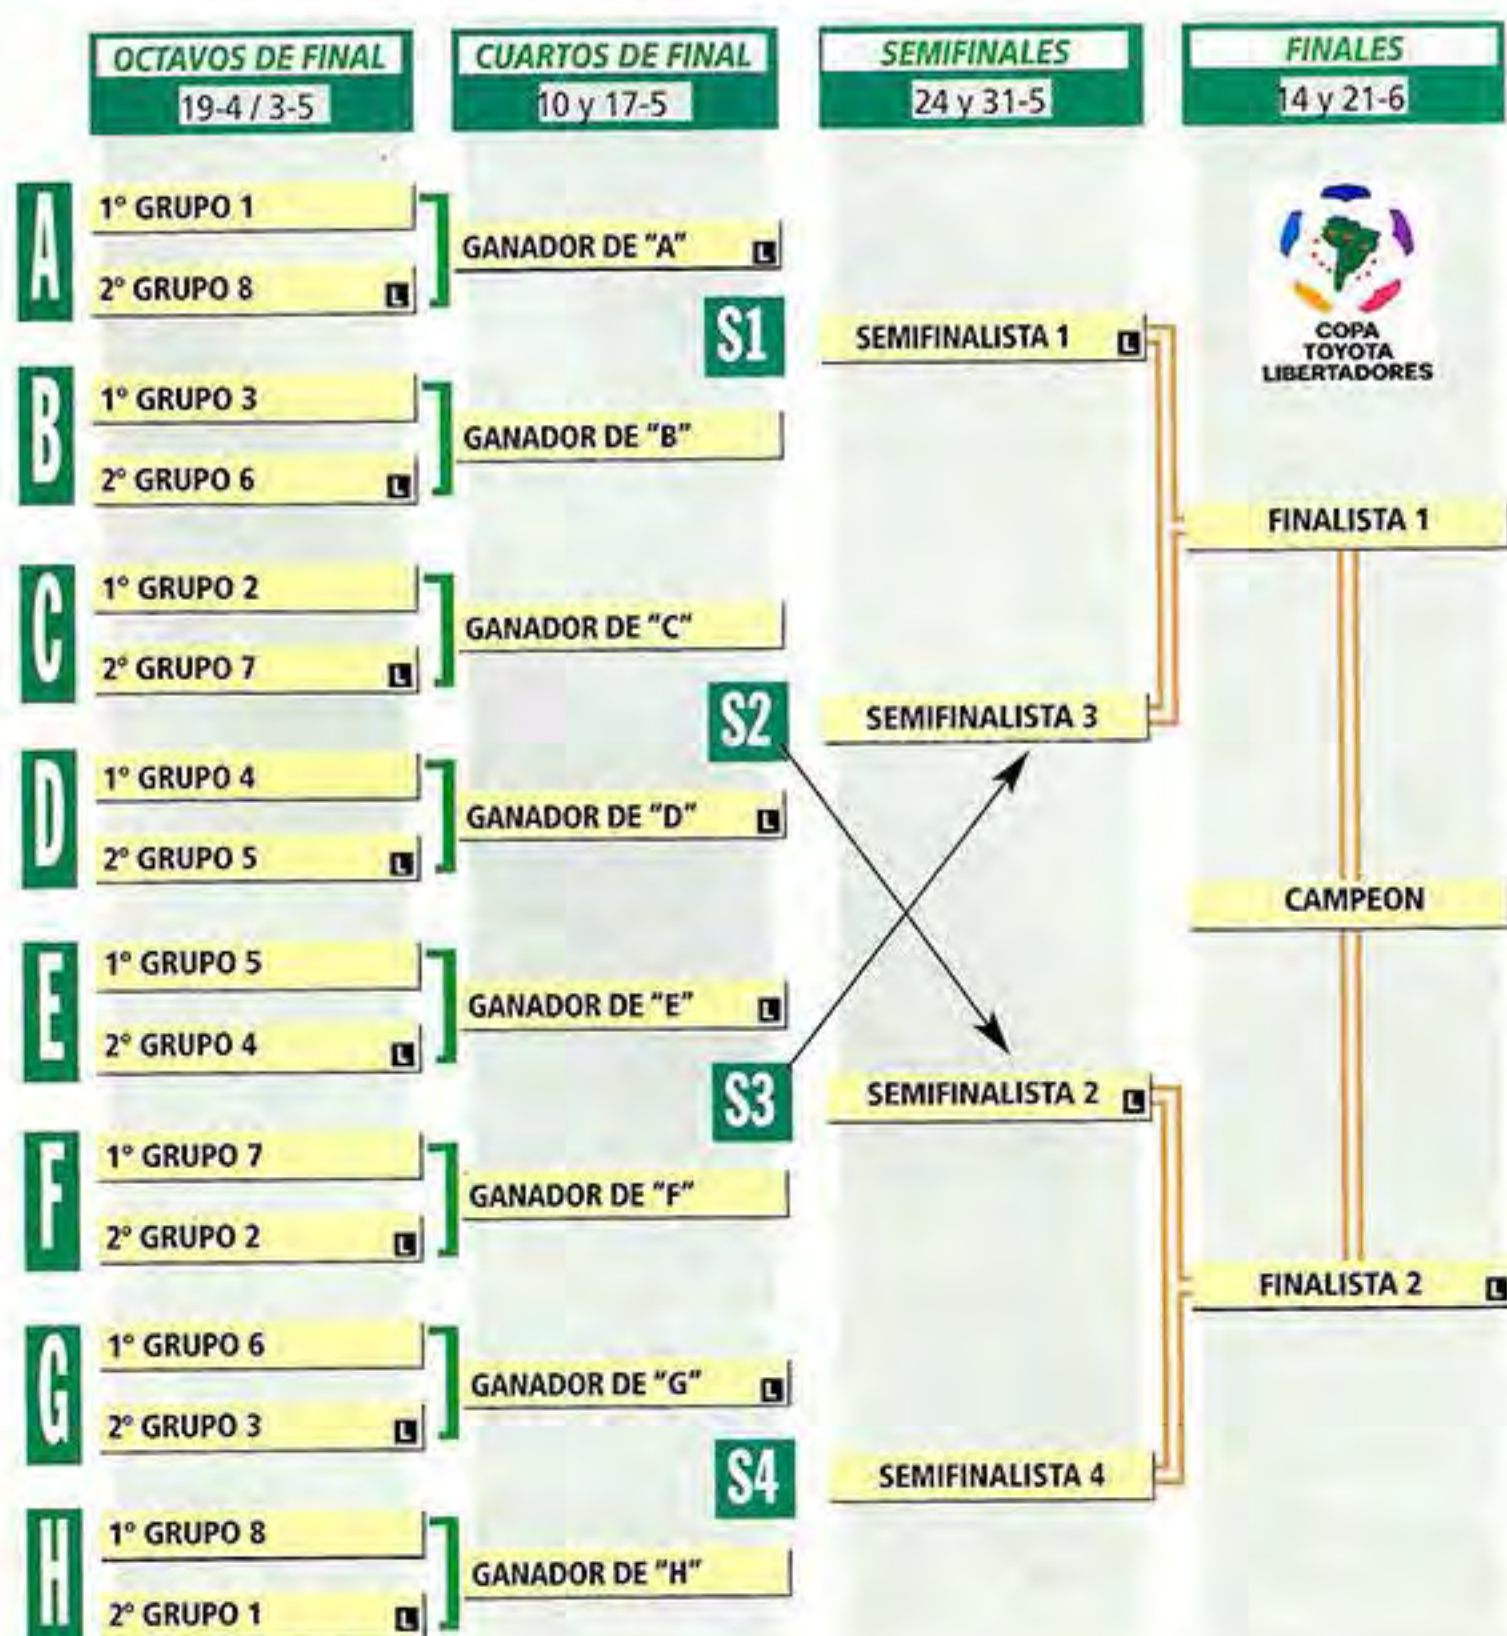 OCTAVOS DE FINAL
19-4 / 3-5
CUARTOS DE FINAL
10 y 17-5
SEMIFINALES
24 y 31-5
FINALES
14 y 21-6
A
1° GRUPO 1
2° GRUPO 8 L
B
1° GRUPO 3
2° GRUPO 6 L
C
1° GRUPO 2
2° GRUPO 7 L
D
1° GRUPO 4
2° GRUPO 5 L
E
1° GRUPO 5
2° GRUPO 4 L
F
1° GRUPO 7
2° GRUPO 2 L
G
1° GRUPO 6
2° GRUPO 3 L
H
1° GRUPO 8
2° GRUPO 1 L
GANADOR DE "A" L
S1
GANADOR DE "B"
GANADOR DE "C"
S2
GANADOR DE "D" L
GANADOR DE "E" L
S3
GANADOR DE "F"
GANADOR DE "G" L
S4
GANADOR DE "H"
SEMIFINALISTA 1 L
SEMIFINALISTA 3
SEMIFINALISTA 2 L
SEMIFINALISTA 4
COPA
TOYOTA
LIBERTADORES
FINALISTA 1
CAMPEON
FINALISTA 2 L